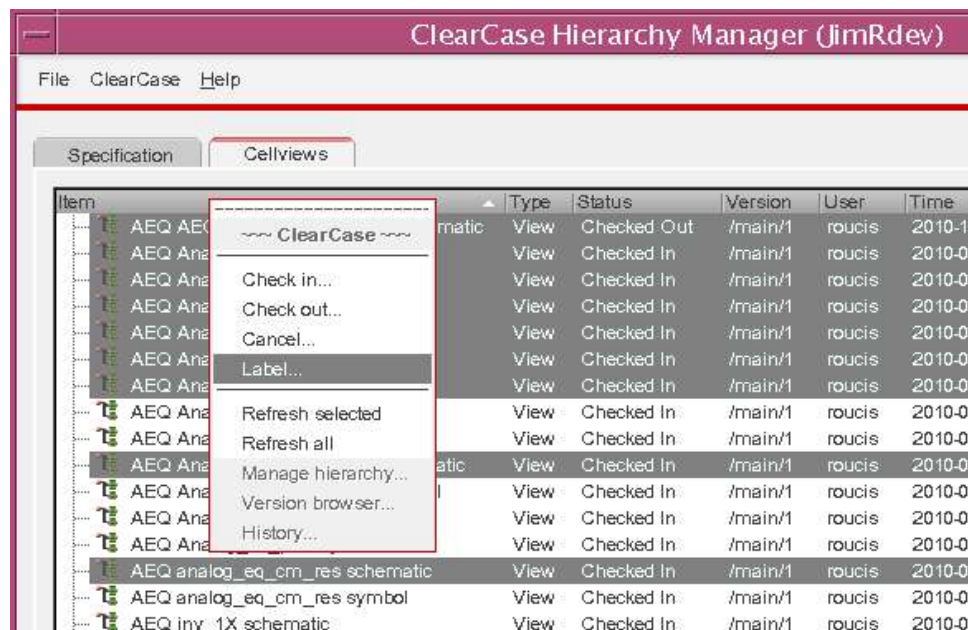 ClearCase Hierarchy Manager (JimRdev)
File ClearCase Help
Specification Cellviews
Item Type Status Version User Time
AEQ AEQ matic View Checked Out /main/1 roucis 2010-1
AEQ Ana View Checked In /main/1 roucis 2010-0
AEQ Ana View Checked In /main/1 roucis 2010-0
AEQ Ana View Checked In /main/1 roucis 2010-0
AEQ Ana View Checked In /main/1 roucis 2010-0
AEQ Ana View Checked In /main/1 roucis 2010-0
AEQ Ana View Checked In /main/1 roucis 2010-0
AEQ Ana View Checked In /main/1 roucis 2010-0
AEQ Ana View Checked In /main/1 roucis 2010-0
AEQ Ana atic View Checked In /main/1 roucis 2010-0
AEQ Ana l View Checked In /main/1 roucis 2010-0
AEQ Ana View Checked In /main/1 roucis 2010-0
AEQ Ana View Checked In /main/1 roucis 2010-0
AEQ analog_eq_cm_res schematic View Checked In /main/1 roucis 2010-0
AEQ analog_eq_cm_res symbol View Checked In /main/1 roucis 2010-0
AEQ inv_1X schematic View Checked In /main/1 roucis 2010-0
~~~ ClearCase ~~~
Check in...
Check out...
Cancel...
Label...
Refresh selected
Refresh all
Manage hierarchy...
Version browser...
History...